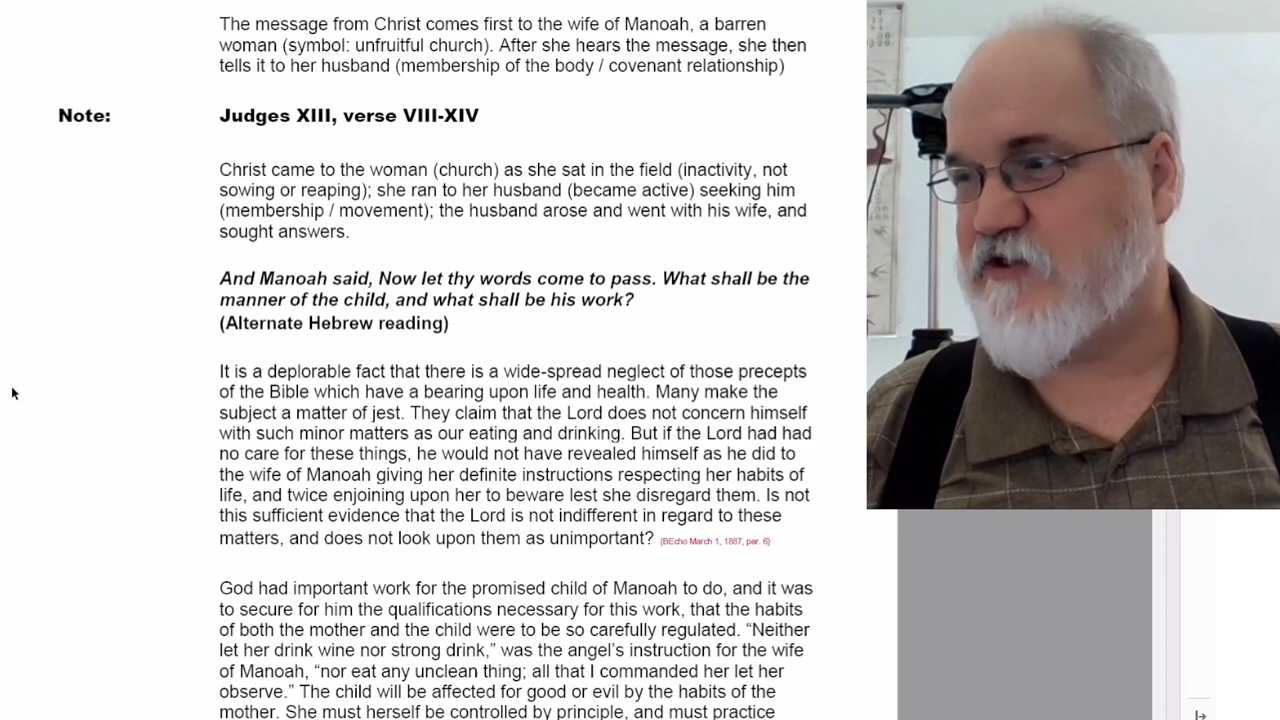 The message from Christ comes first to the wife of Manoah, a barren
woman (symbol: unfruitful church). After she hears the message, she then
tells it to her husband (membership of the body / covenant relationship)
Note: Judges XIII, verse VIII-XIV
Christ came to the woman (church) as she sat in the field (inactivity, not
sowing or reaping); she ran to her husband (became active) seeking him
(membership / movement); the husband arose and went with his wife, and
sought answers.
And Manoah said, Now let thy words come to pass. What shall be the
manner of the child, and what shall be his work?
(Alternate Hebrew reading)
It is a deplorable fact that there is a wide-spread neglect of those precepts
of the Bible which have a bearing upon life and health. Many make the
subject a matter of jest. They claim that the Lord does not concern himself
with such minor matters as our eating and drinking. But if the Lord had had
no care for these things, he would not have revealed himself as he did to
the wife of Manoah giving her definite instructions respecting her habits of
life, and twice enjoining upon her to beware lest she disregard them. Is not
this sufficient evidence that the Lord is not indifferent in regard to these
matters, and does not look upon them as unimportant? {BEcho March 1, 1887, par. 6}
God had important work for the promised child of Manoah to do, and it was
to secure for him the qualifications necessary for this work, that the habits
of both the mother and the child were to be so carefully regulated. “Neither
let her drink wine nor strong drink,” was the angel’s instruction for the wife
of Manoah, “nor eat any unclean thing; all that I commanded her let her
observe.” The child will be affected for good or evil by the habits of the
mother. She must herself be controlled by principle, and must practice